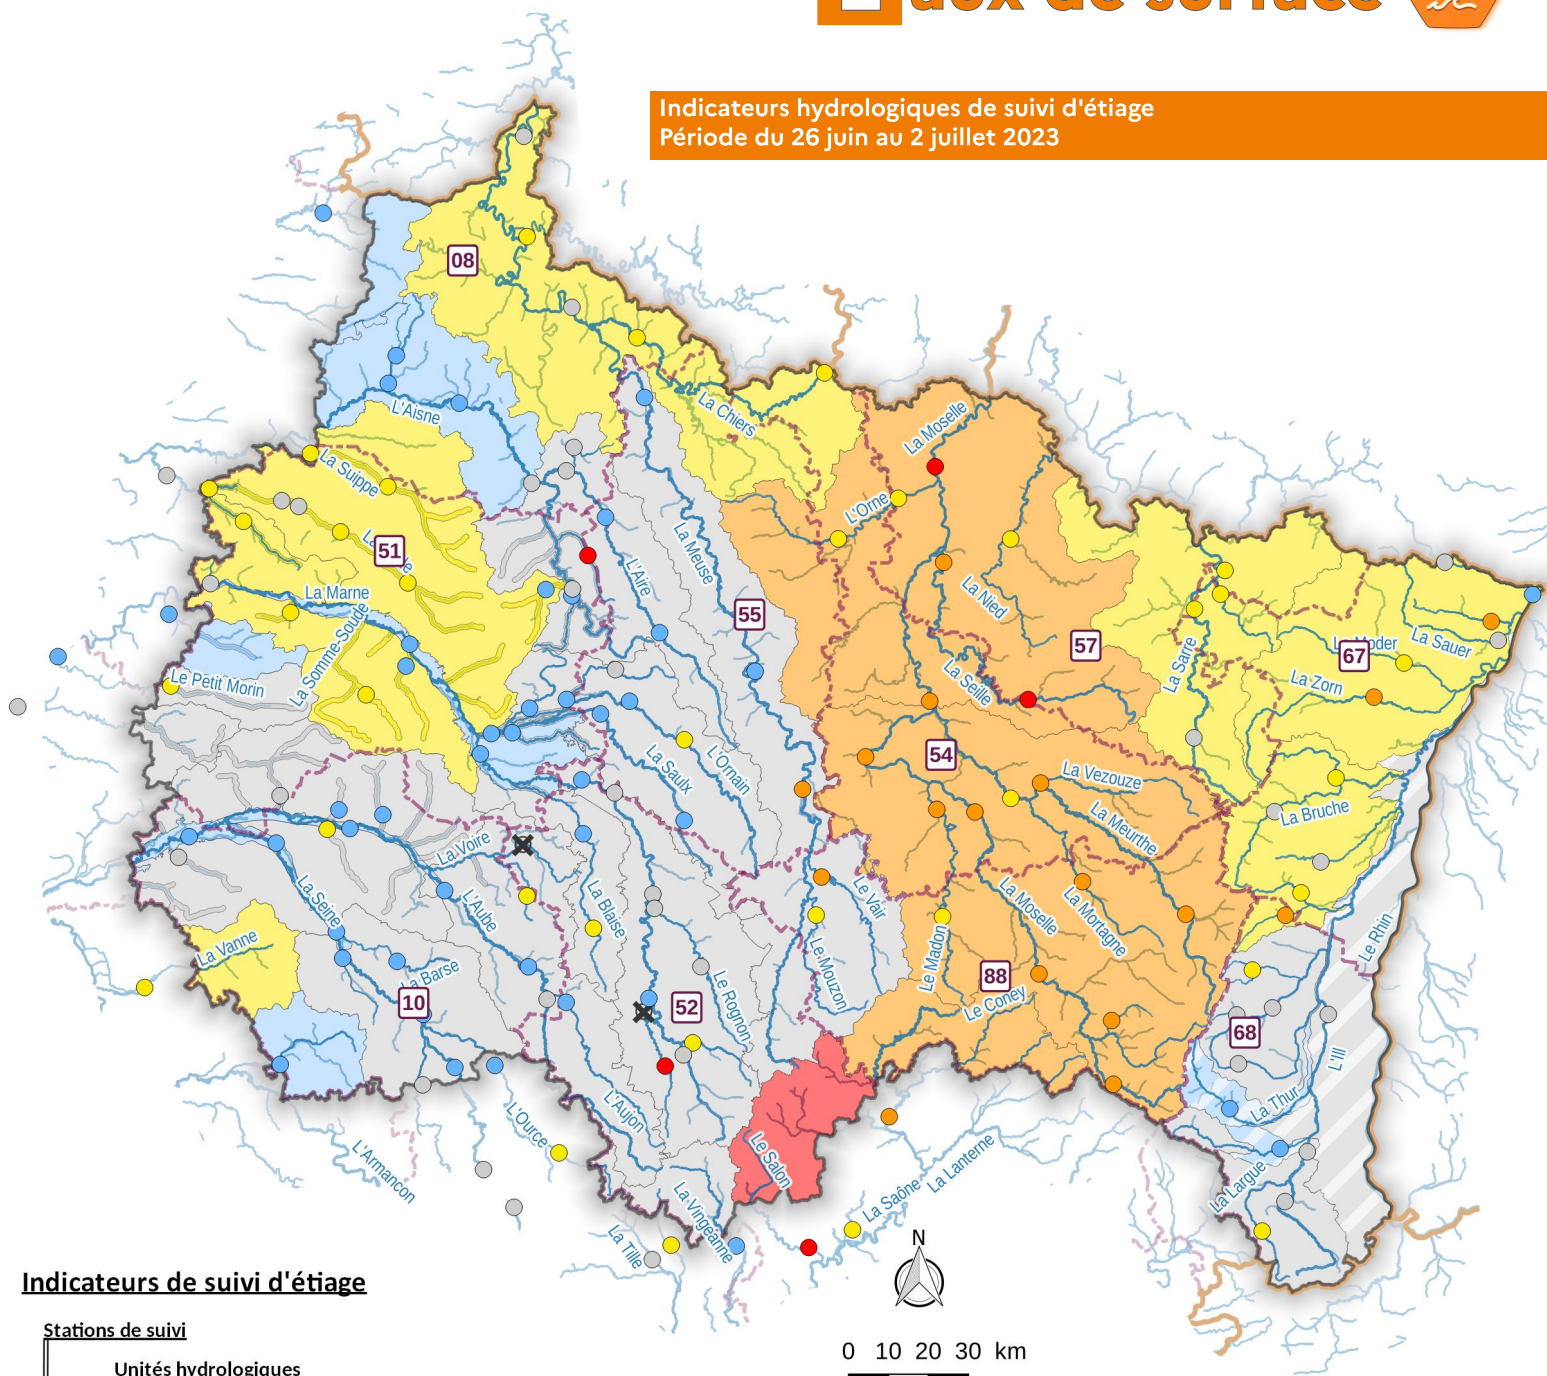 aux de surface
Indicateurs hydrologiques de suivi d'étiage
Période du 26 juin au 2 juillet 2023
08
L'Aisne
La Chiers
La Moselle
La Suippe
L'Orne
51
La Meuse
L'Aire
La Marne
La Nied
55
57
La Somme-Soude
La Sarre
67
La Sauer
Le Petit Morin
La Seille
La Zorn
54
La Saulx
L'Ornain
La Vezouze
La Meurthe
La Bruche
La Voire
La Seine
L'Aube
La Blaise
Le Vair
La Moselle
La Mortagne
La Vanne
Le Rhin
Barse
10
52
Le Rognon
Le Mouzon
Le Madon
88
Le Coney
68
L'Ill
La Thur
L'Aujon
L'Ource
L'Armançon
Le Salon
La Lanterne
La Saône
La Largue
La Vingeanne
La Tille
N
Indicateurs de suivi d'étiage
Stations de suivi
Unités hydrologiques
0 10 20 30 km